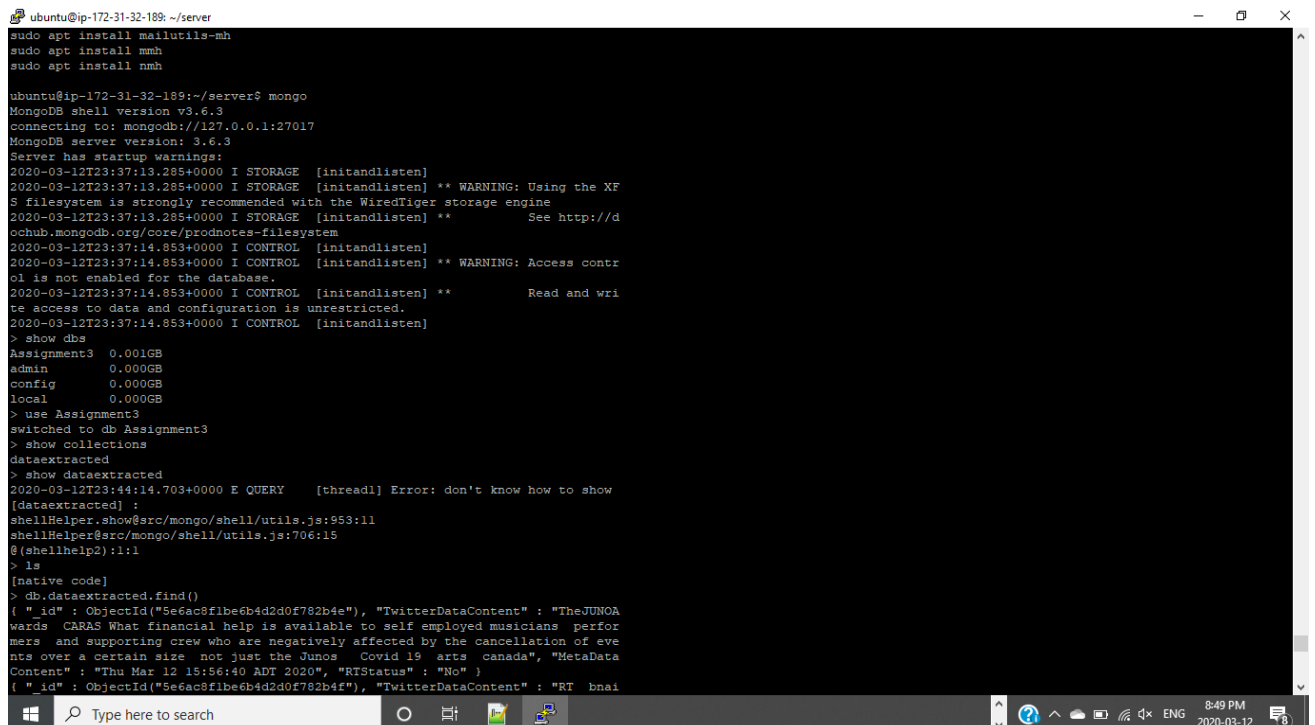 ubuntu@ip-172-31-32-189: ~/server
sudo apt install mailutils-mh
sudo apt install mmh
sudo apt install nmh
ubuntu@ip-172-31-32-189:~/server$ mongo
MongoDB shell version v3.6.3
connecting to: mongodb://127.0.0.1:27017
MongoDB server version: 3.6.3
Server has startup warnings:
2020-03-12T23:37:13.285+0000 I STORAGE  [initandlisten]
2020-03-12T23:37:13.285+0000 I STORAGE  [initandlisten] ** WARNING: Using the XF
S filesystem is strongly recommended with the WiredTiger storage engine
2020-03-12T23:37:13.285+0000 I STORAGE  [initandlisten] **          See http://d
ochub.mongodb.org/core/prodnotes-filesystem
2020-03-12T23:37:14.853+0000 I CONTROL  [initandlisten]
2020-03-12T23:37:14.853+0000 I CONTROL  [initandlisten] ** WARNING: Access contr
ol is not enabled for the database.
2020-03-12T23:37:14.853+0000 I CONTROL  [initandlisten] **          Read and wri
te access to data and configuration is unrestricted.
2020-03-12T23:37:14.853+0000 I CONTROL  [initandlisten]
> show dbs
Assignment3  0.001GB
admin        0.000GB
config       0.000GB
local        0.000GB
> use Assignment3
switched to db Assignment3
> show collections
dataextracted
> show dataextracted
2020-03-12T23:44:14.703+0000 E QUERY    [thread1] Error: don't know how to show
[dataextracted] :
shellHelper.show@src/mongo/shell/utils.js:953:11
shellHelper@src/mongo/shell/utils.js:706:15
@(shellhelp2):1:1
> ls
[native code]
> db.dataextracted.find()
{ "_id" : ObjectId("5e6ac8f1be6b4d2d0f782b4e"), "TwitterDataContent" : "TheJUNOA
wards  CARAS What financial help is available to self employed musicians  perfor
mers  and supporting crew who are negatively affected by the cancellation of eve
nts over a certain size  not just the Junos   Covid 19  arts  canada", "MetaData
Content" : "Thu Mar 12 15:56:40 ADT 2020", "RTStatus" : "No" }
{ "_id" : ObjectId("5e6ac8f1be6b4d2d0f782b4f"), "TwitterDataContent" : "RT  bnai
Type here to search
ENG
8:49 PM
2020-03-12
8